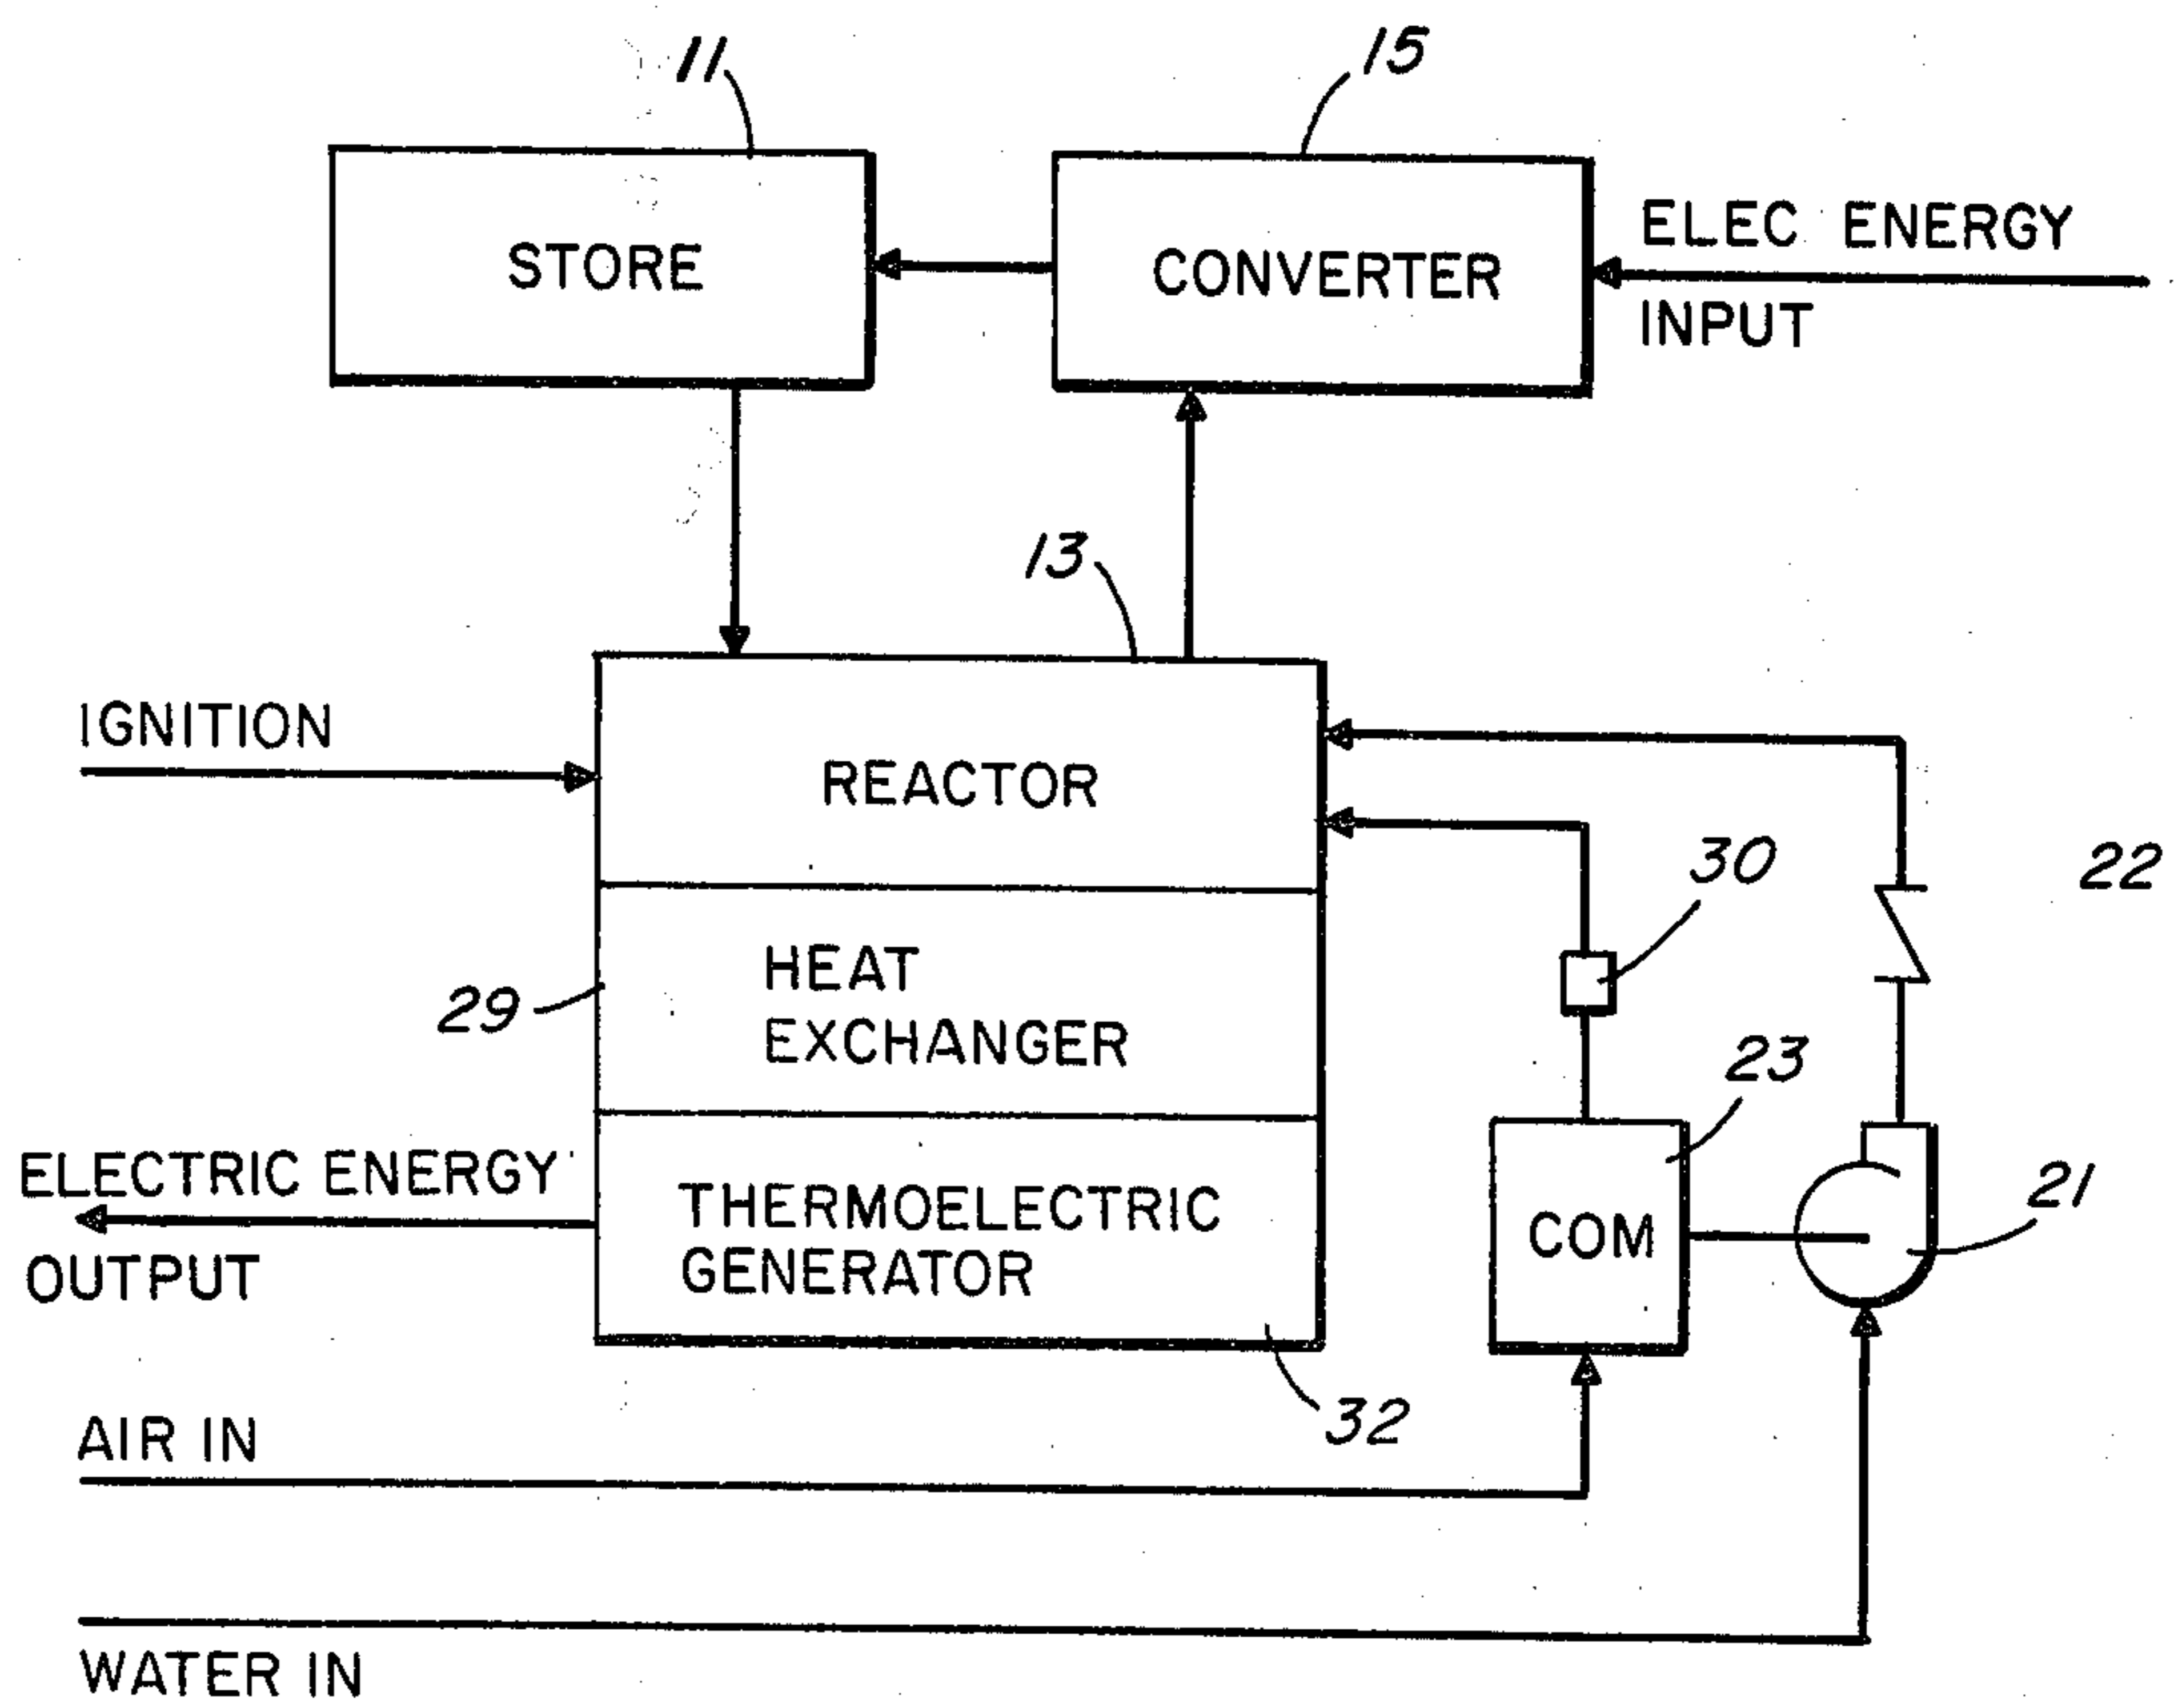 11
15
STORE
CONVERTER
ELEC ENERGY
INPUT
13
IGNITION
REACTOR
30
22
HEAT
EXCHANGER
29
23
ELECTRIC ENERGY
OUTPUT
THERMOELECTRIC
GENERATOR
COM
21
32
AIR IN
WATER IN